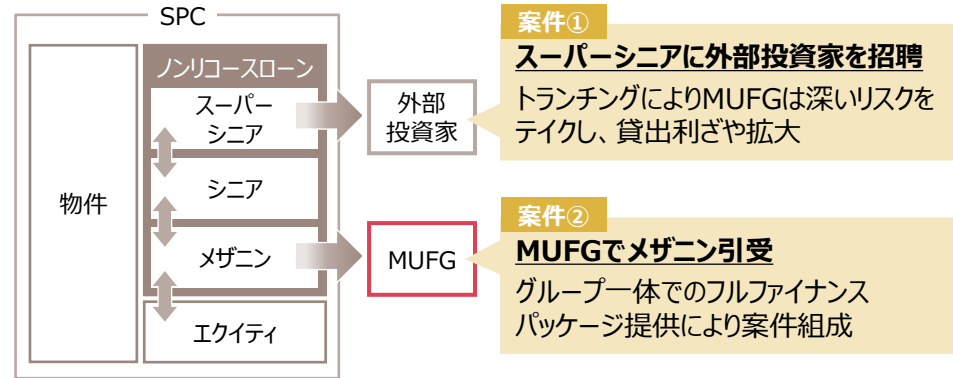 SPC
物件
ノンリコースローン
スーパー
シニア
シニア
メザニン
エクイティ
外部
投資家
MUFG
案件①
スーパーシニアに外部投資家を招聘
トランチングによりMUFGは深いリスクを
テイクし、貸出利ざや拡大
案件②
MUFGでメザニン引受
グループ一体でのフルファイナンス
パッケージ提供により案件組成